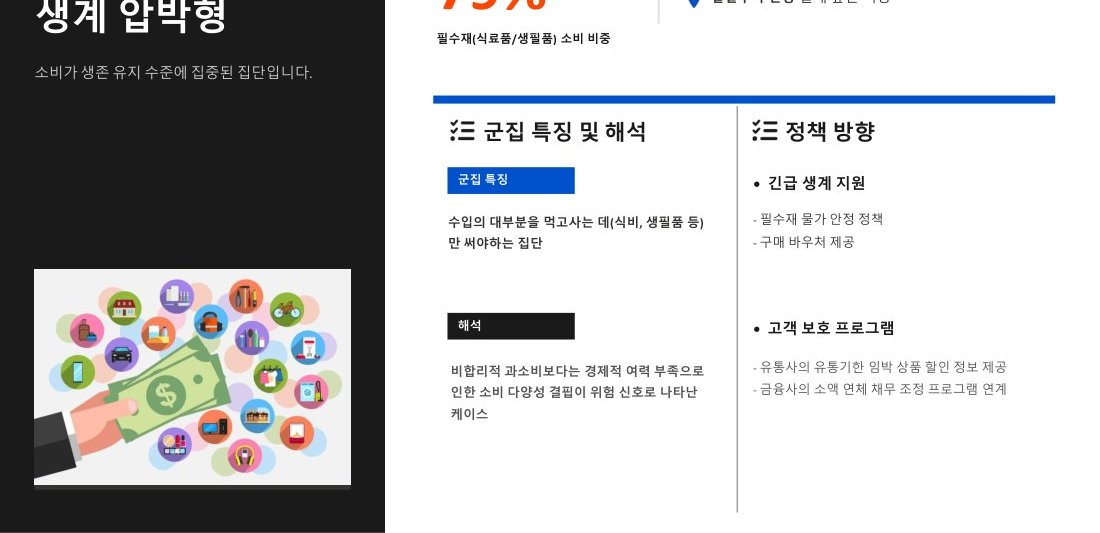 생계 압박형
소비가 생존 유지 수준에 집중된 집단입니다.
75%
필수재(식료품/생필품) 소비 비중
군집 특징 및 해석
군집 특징
수입의 대부분을 먹고사는 데(식비, 생필품 등)
만 써야하는 집단
해석
비합리적 과소비보다는 경제적 여력 부족으로
인한 소비 다양성 결핍이 위험 신호로 나타난
케이스
정책 방향
• 긴급 생계 지원
- 필수재 물가 안정 정책
- 구매 바우처 제공
• 고객 보호 프로그램
- 유통사의 유통기한 임박 상품 할인 정보 제공
- 금융사의 소액 연체 채무 조정 프로그램 연계